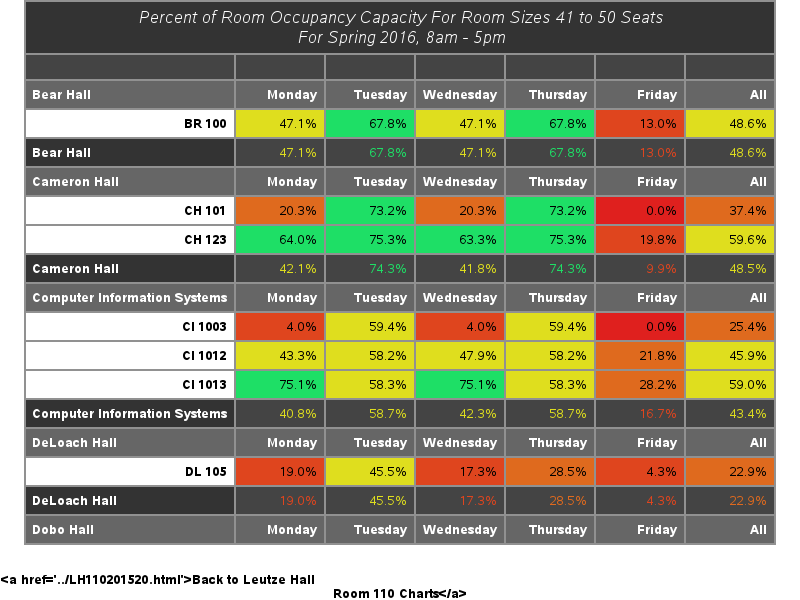 Percent of Room Occupancy Capacity For Room Sizes 41 to 50 Seats
For Spring 2016, 8am - 5pm
Bear Hall Monday Tuesday Wednesday Thursday Friday All
BR 100 47.1% 67.8% 47.1% 67.8% 13.0% 48.6%
Bear Hall 47.1% 67.8% 47.1% 67.8% 13.0% 48.6%
Cameron Hall Monday Tuesday Wednesday Thursday Friday All
CH 101 20.3% 73.2% 20.3% 73.2% 0.0% 37.4%
CH 123 64.0% 75.3% 63.3% 75.3% 19.8% 59.6%
Cameron Hall 42.1% 74.3% 41.8% 74.3% 9.9% 48.5%
Computer Information Systems Monday Tuesday Wednesday Thursday Friday All
CI 1003 4.0% 59.4% 4.0% 59.4% 0.0% 25.4%
CI 1012 43.3% 58.2% 47.9% 58.2% 21.8% 45.9%
CI 1013 75.1% 58.3% 75.1% 58.3% 28.2% 59.0%
Computer Information Systems 40.8% 58.7% 42.3% 58.7% 16.7% 43.4%
DeLoach Hall Monday Tuesday Wednesday Thursday Friday All
DL 105 19.0% 45.5% 17.3% 28.5% 4.3% 22.9%
DeLoach Hall 19.0% 45.5% 17.3% 28.5% 4.3% 22.9%
Dobo Hall Monday Tuesday Wednesday Thursday Friday All
<a href='../LH110201520.html'>Back to Leutze Hall
Room 110 Charts</a>